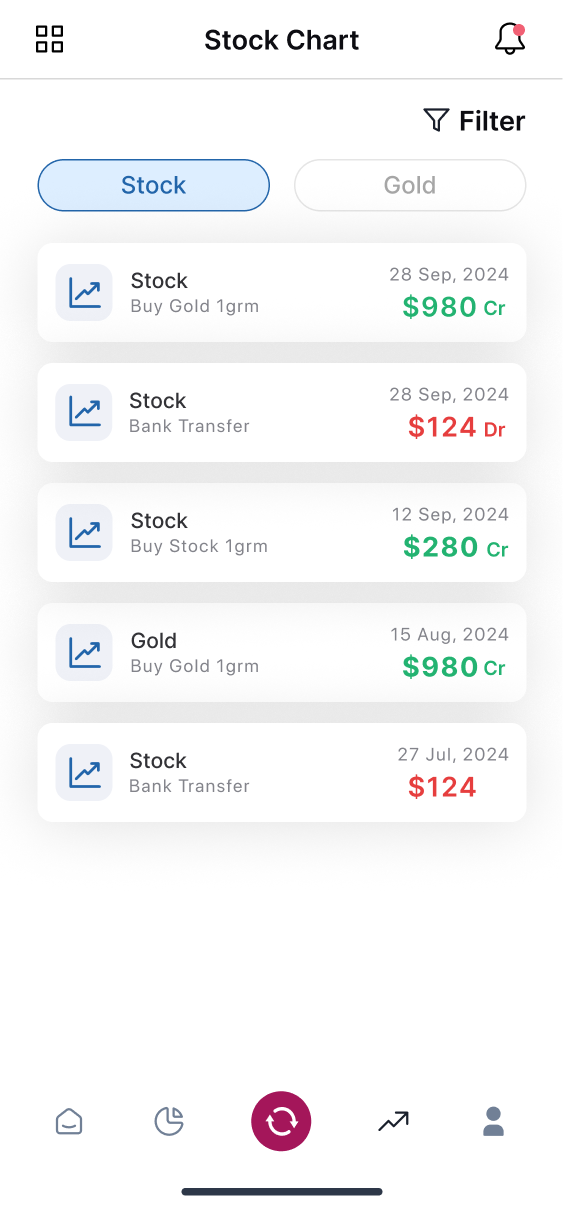 Stock Chart
Filter
Stock
Gold
Stock
Buy Gold 1grm
28 Sep, 2024
$980 Cr
Stock
Bank Transfer
28 Sep, 2024
$124 Dr
Stock
Buy Stock 1grm
12 Sep, 2024
$280 Cr
Gold
Buy Gold 1grm
15 Aug, 2024
$980 Cr
Stock
Bank Transfer
27 Jul, 2024
$124